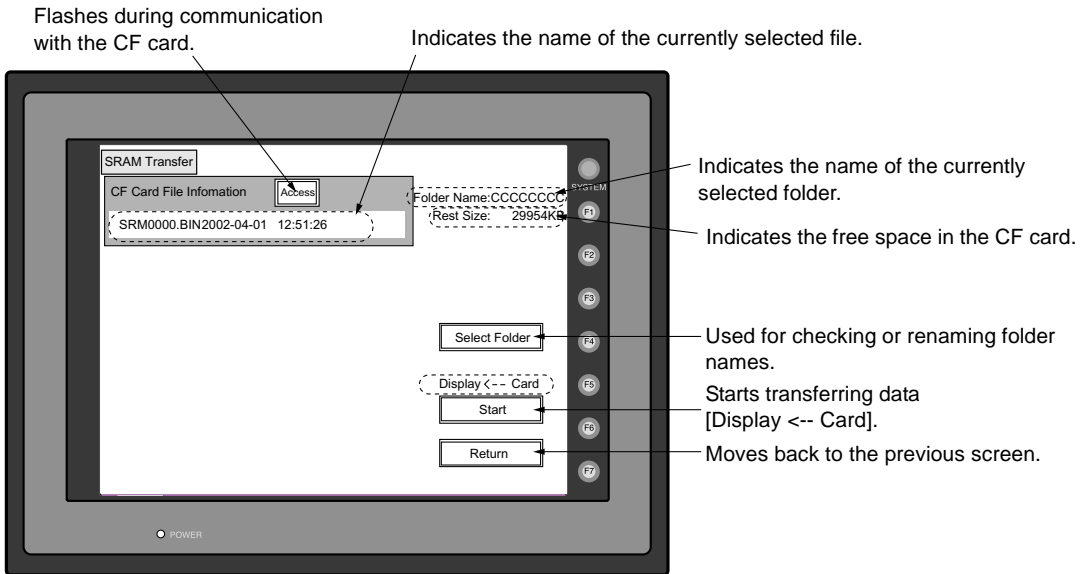 Flashes during communication
with the CF card.
Indicates the name of the currently selected file.
SRAM Transfer
CF Card File Infomation
Access
Folder Name:CCCCCCCC
SYSTEM
Indicates the name of the currently
selected folder.
SRM0000.BIN2002-04-01 12:51:26
Rest Size: 29954KB
F1
Indicates the free space in the CF card.
F2
F3
Select Folder
F4
Used for checking or renaming folder
names.
Display <-- Card
F5
Starts transferring data
[Display <-- Card].
Start
F6
Return
Moves back to the previous screen.
F7
POWER